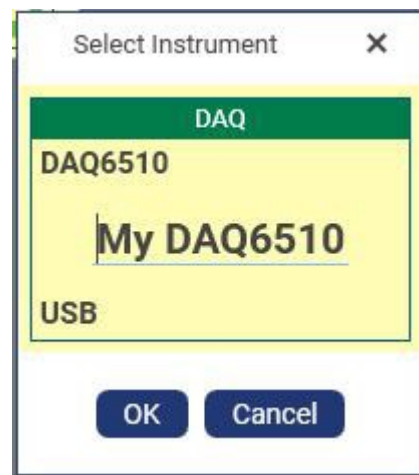 Select Instrument ×
DAQ
DAQ6510
My DAQ6510
USB
OK Cancel